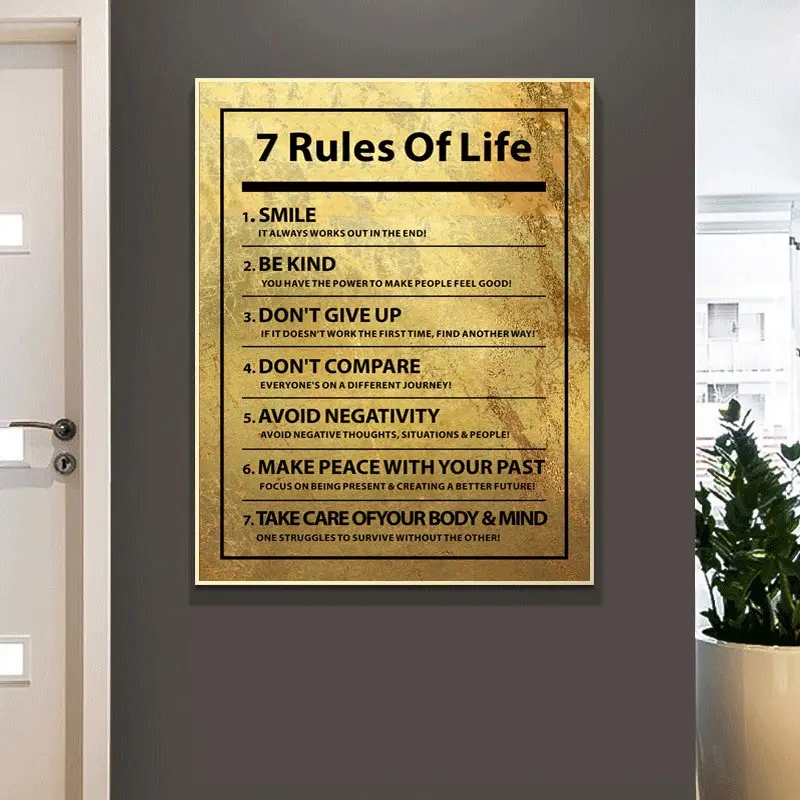 7 Rules Of Life
1. SMILE
IT ALWAYS WORKS OUT IN THE END!
2. BE KIND
YOU HAVE THE POWER TO MAKE PEOPLE FEEL GOOD!
3. DON'T GIVE UP
IF IT DOESN'T WORK THE FIRST TIME, FIND ANOTHER WAY!
4. DON'T COMPARE
EVERYONE'S ON A DIFFERENT JOURNEY!
5. AVOID NEGATIVITY
AVOID NEGATIVE THOUGHTS, SITUATIONS & PEOPLE!
6. MAKE PEACE WITH YOUR PAST
FOCUS ON BEING PRESENT & CREATING A BETTER FUTURE!
7. TAKE CARE OFYOUR BODY & MIND
ONE STRUGGLES TO SURVIVE WITHOUT THE OTHER!